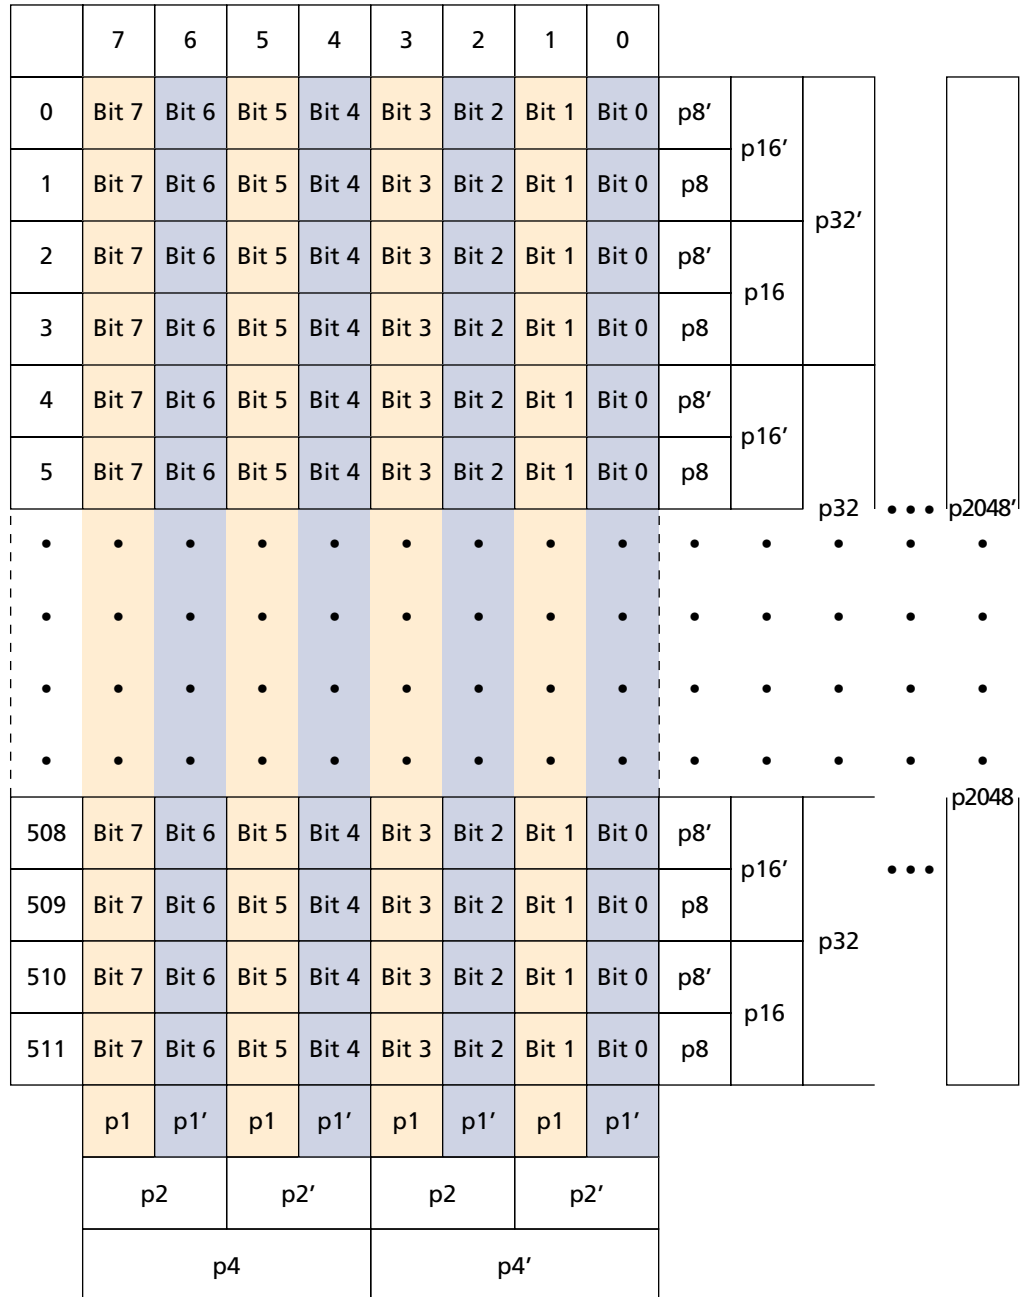 7 6 5 4 3 2 1 0
0 Bit 7 Bit 6 Bit 5 Bit 4 Bit 3 Bit 2 Bit 1 Bit 0 p8’
p16’
1 Bit 7 Bit 6 Bit 5 Bit 4 Bit 3 Bit 2 Bit 1 Bit 0 p8
p32’
2 Bit 7 Bit 6 Bit 5 Bit 4 Bit 3 Bit 2 Bit 1 Bit 0 p8’
p16
3 Bit 7 Bit 6 Bit 5 Bit 4 Bit 3 Bit 2 Bit 1 Bit 0 p8
4 Bit 7 Bit 6 Bit 5 Bit 4 Bit 3 Bit 2 Bit 1 Bit 0 p8’
p16’
5 Bit 7 Bit 6 Bit 5 Bit 4 Bit 3 Bit 2 Bit 1 Bit 0 p8
p32 • • • p2048’
• • • • • • • • • • • • • •
• • • • • • • • • • • • • •
• • • • • • • • • • • • • •
• • • • • • • • • • • • • •
p2048
508 Bit 7 Bit 6 Bit 5 Bit 4 Bit 3 Bit 2 Bit 1 Bit 0 p8’
p16’ • • •
509 Bit 7 Bit 6 Bit 5 Bit 4 Bit 3 Bit 2 Bit 1 Bit 0 p8
p32
510 Bit 7 Bit 6 Bit 5 Bit 4 Bit 3 Bit 2 Bit 1 Bit 0 p8’
p16
511 Bit 7 Bit 6 Bit 5 Bit 4 Bit 3 Bit 2 Bit 1 Bit 0 p8
p1 p1’ p1 p1’ p1 p1’ p1 p1’
p2 p2’ p2 p2’
p4 p4’